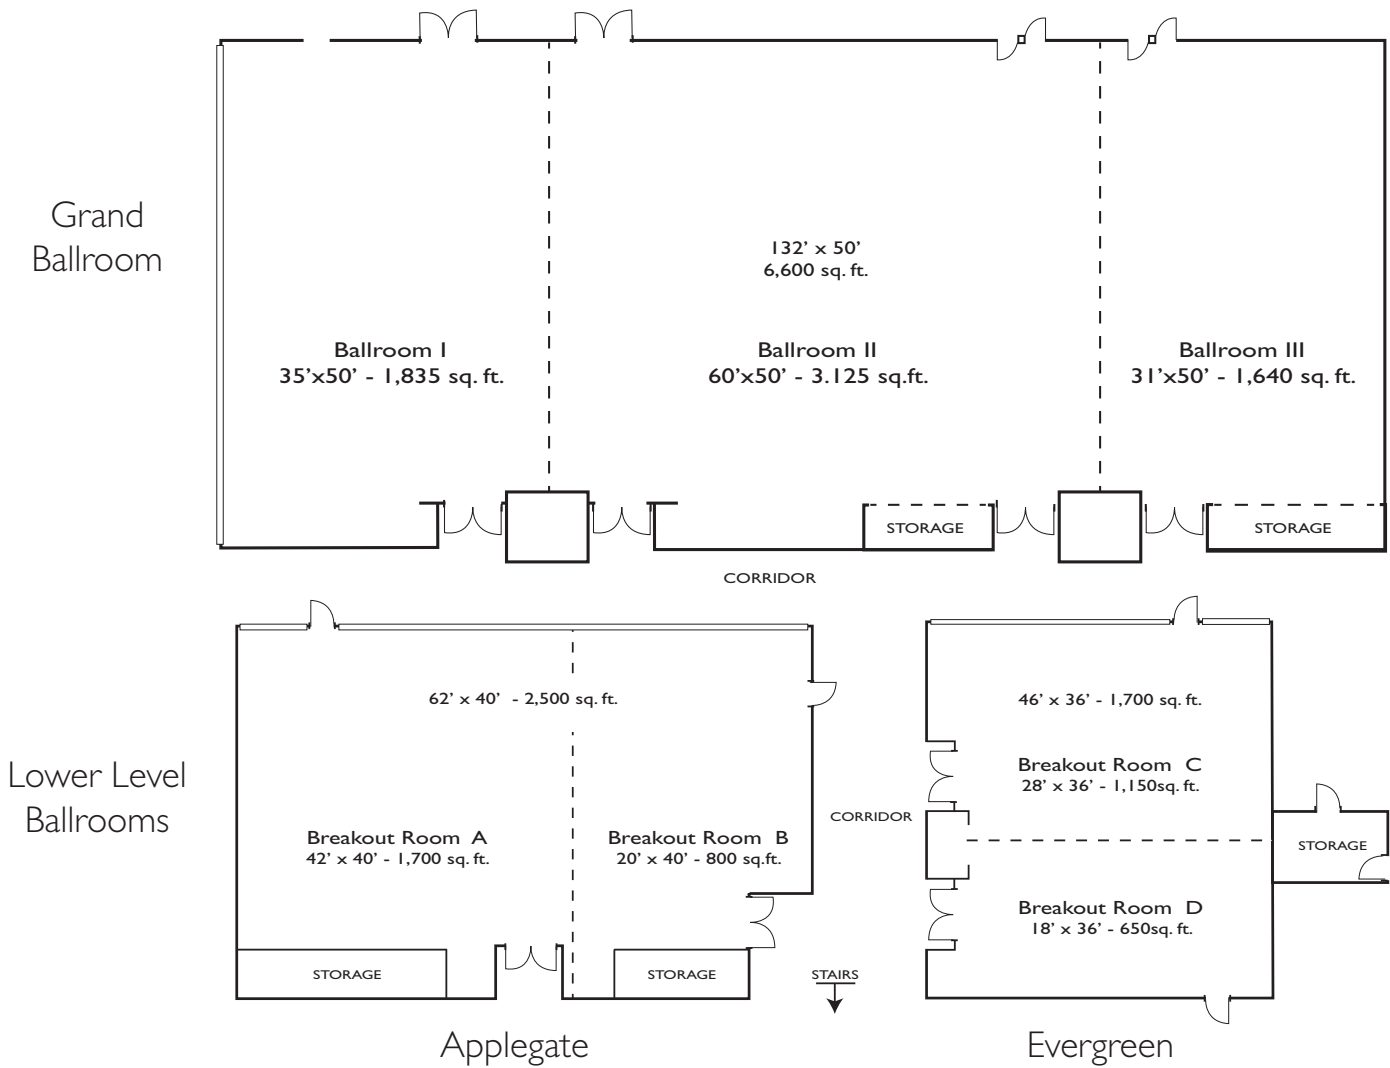 Grand
Ballroom
132’ x 50’
6,600 sq. ft.
Ballroom I
35’x50’ - 1,835 sq. ft.
Ballroom II
60’x50’ - 3.125 sq.ft.
Ballroom III
31’x50’ - 1,640 sq. ft.
STORAGE
STORAGE
CORRIDOR
Lower Level
Ballrooms
62’ x 40’ - 2,500 sq. ft.
Breakout Room A
42’ x 40’ - 1,700 sq. ft.
Breakout Room B
20’ x 40’ - 800 sq.ft.
STORAGE
STORAGE
CORRIDOR
STAIRS
46’ x 36’ - 1,700 sq. ft.
Breakout Room C
28’ x 36’ - 1,150sq. ft.
STORAGE
Breakout Room D
18’ x 36’ - 650sq. ft.
Applegate
Evergreen